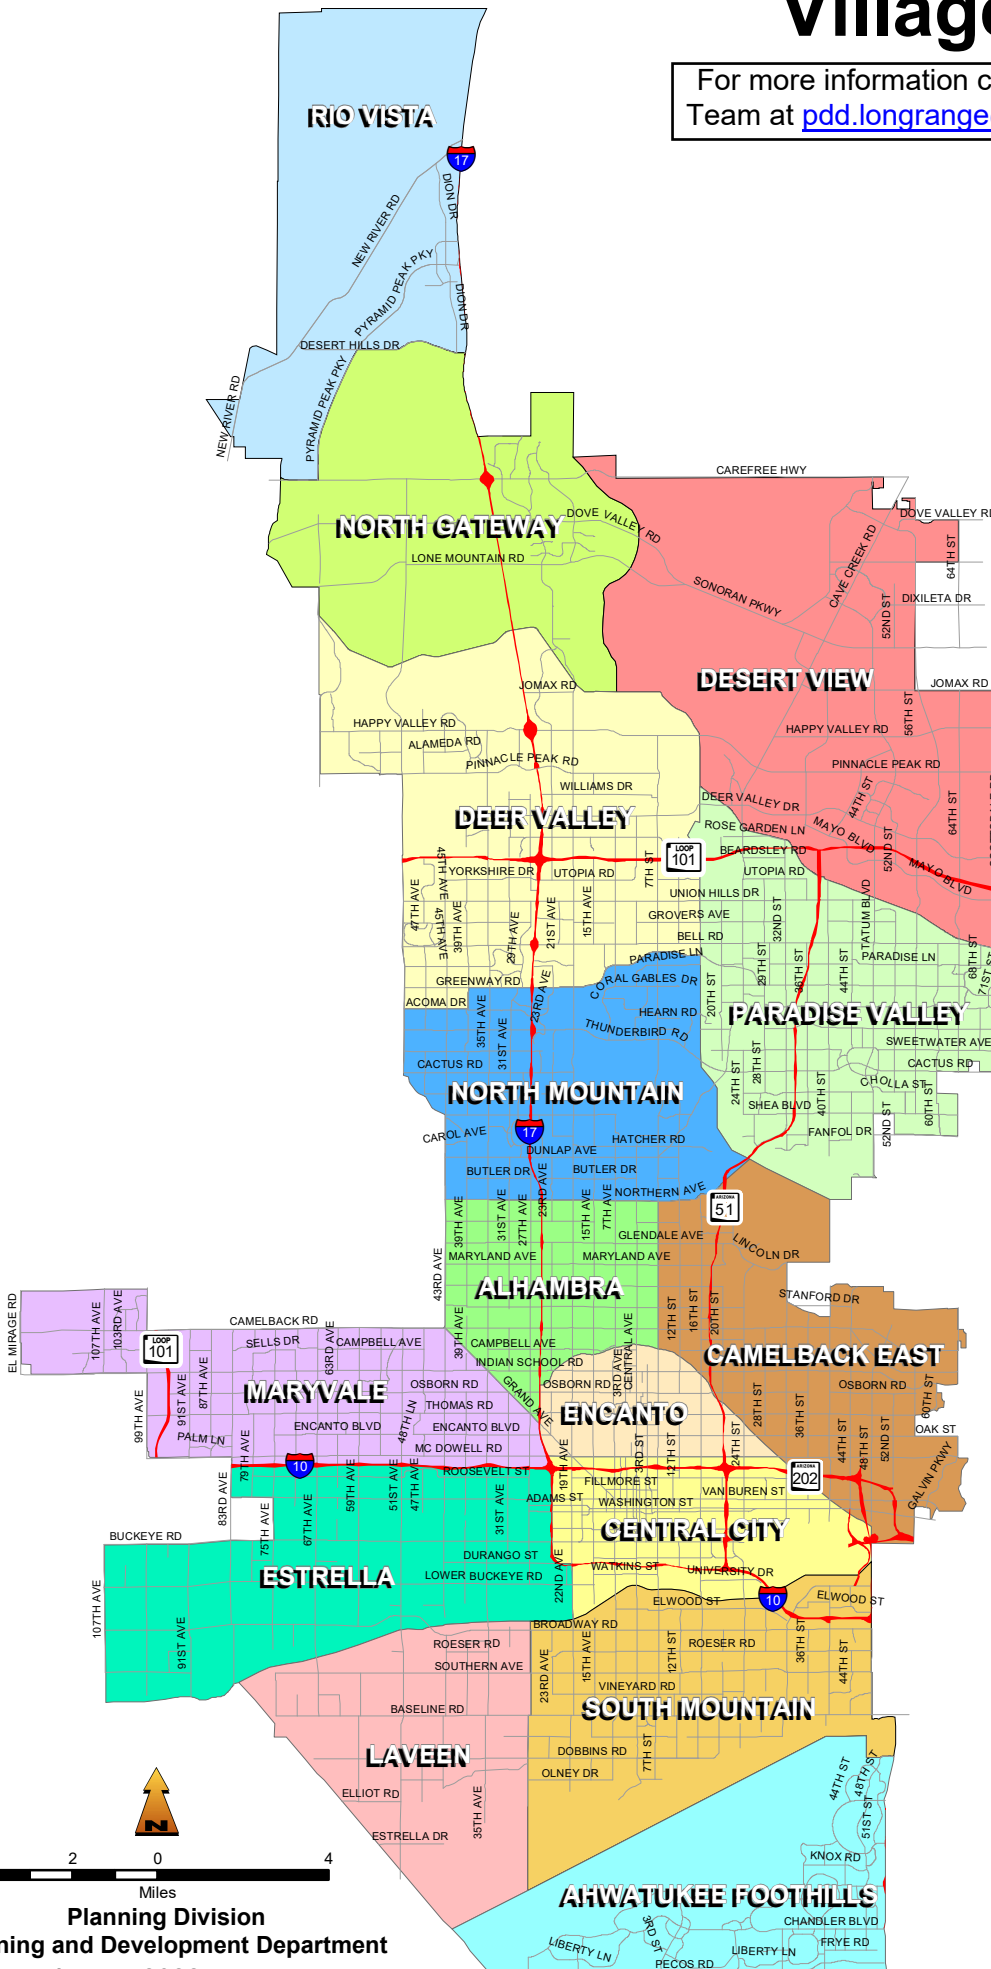 Village
For more information c
Team at pdd.longrange
RIO VISTA
17
DION DR
NEW RIVER RD
PYRAMID PEAK PKY
DION DR
DESERT HILLS DR
NEW RIVER RD
PYRAMID PEAK PKY
CAREFREE HWY
NORTH GATEWAY
DOVE VALLEY RD
DOVE VALLEY RD
LONE MOUNTAIN RD
CAVE CREEK RD
64TH ST
SONORAN PKWY
52ND ST
DIXILETA DR
DESERT VIEW
JOMAX RD
JOMAX RD
HAPPY VALLEY RD
HAPPY VALLEY RD
56TH ST
ALAMEDA RD
PINNACLE PEAK RD
PINNACLE PEAK RD
WILLIAMS DR
DEER VALLEY DR
44TH ST
64TH ST
DEER VALLEY
ROSE GARDEN LN
MAYO BLVD
52ND ST
LOOP
101
BEARDSLEY RD
MAYO BLVD
45TH AVE
YORKSHIRE DR
UTOPIA RD
7TH ST
UTOPIA RD
47TH AVE
45TH AVE
39TH AVE
29TH AVE
21ST AVE
15TH AVE
UNION HILLS DR
GROVERS AVE
32ND ST
TATUM BLVD
BELL RD
PARADISE LN
PARADISE LN
29TH ST
36TH ST
44TH ST
68TH ST
71ST ST
GREENWAY RD
CORAL GABLES DR
20TH ST
ACOMA DR
35TH AVE
23RD AVE
HEARN RD
PARADISE VALLEY
31ST AVE
THUNDERBIRD RD
SWEETWATER AVE
CACTUS RD
28TH ST
CACTUS RD
NORTH MOUNTAIN
24TH ST
40TH ST
CHOLLA ST
60TH ST
SHEA BLVD
17
CAROL AVE
HATCHER RD
FANFOL DR
52ND ST
DUNLAP AVE
BUTLER DR
BUTLER DR
23RD AVE
NORTHERN AVE
39TH AVE
31ST AVE
27TH AVE
15TH AVE
7TH AVE
ARIZONA
51
GLENDALE AVE
LINCOLN DR
43RD AVE
MARYLAND AVE
MARYLAND AVE
ALHAMBRA
STANFORD DR
EL MIRAGE RD
107TH AVE
103RD AVE
CAMELBACK RD
39TH AVE
12TH ST
16TH ST
20TH ST
LOOP
101
SELLS DR
63RD AVE
CAMPBELL AVE
CAMPBELL AVE
CENTRAL AVE
CAMELBACK EAST
INDIAN SCHOOL RD
3RD AVE
91ST AVE
87TH AVE
MARYVALE
OSBORN RD
OSBORN RD
OSBORN RD
99TH AVE
THOMAS RD
GRAND AVE
ENCANTO
28TH ST
36TH ST
60TH ST
PALM LN
ENCANTO BLVD
48TH LN
ENCANTO BLVD
OAK ST
79TH AVE
MC DOWELL RD
3RD ST
12TH ST
24TH ST
44TH ST
48TH ST
52ND ST
10
ROOSEVELT ST
19TH AVE
ARIZONA
202
GALVIN PKWY
83RD AVE
59TH AVE
51ST AVE
47TH AVE
FILLMORE ST
VAN BUREN ST
ADAMS ST
WASHINGTON ST
31ST AVE
BUCKEYE RD
75TH AVE
67TH AVE
CENTRAL CITY
DURANGO ST
WATKINS ST
UNIVERSITY DR
107TH AVE
ESTRELLA
LOWER BUCKEYE RD
22ND AVE
10
ELWOOD ST
ELWOOD ST
91ST AVE
BROADWAY RD
ROESER RD
15TH AVE
12TH ST
ROESER RD
36TH ST
44TH ST
SOUTHERN AVE
23RD AVE
VINEYARD RD
BASELINE RD
SOUTH MOUNTAIN
LAVEEN
DOBBINS RD
7TH ST
OLNEY DR
44TH ST
48TH ST
ELLIOT RD
51ST ST
35TH AVE
ESTRELLA DR
N
KNOX RD
2 0 4
Miles
AHWATUKEE FOOTHILLS
Planning Division
3RD ST
CHANDLER BLVD
ning and Development Department
LIBERTY LN
LIBERTY LN
FRYE RD
PECOS RD